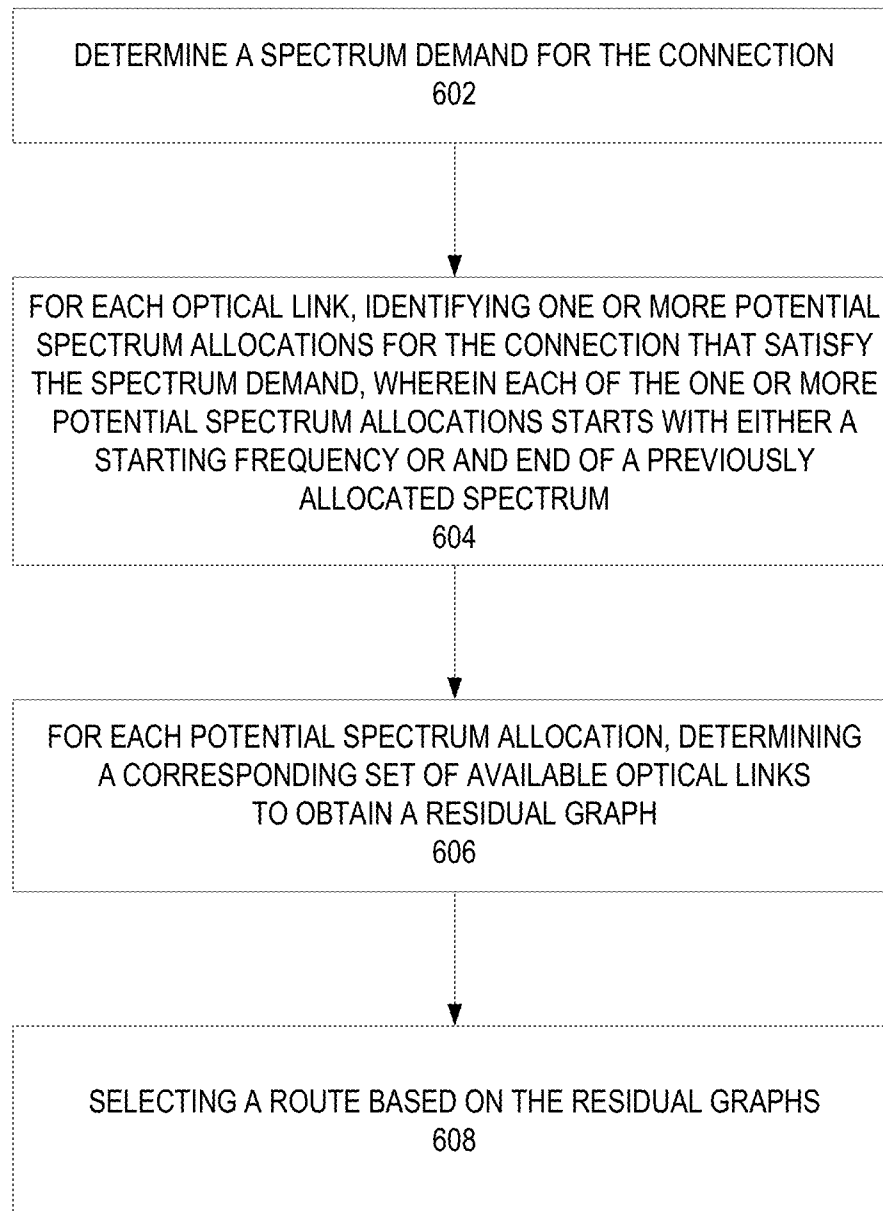 DETERMINE A SPECTRUM DEMAND FOR THE CONNECTION
602
FOR EACH OPTICAL LINK, IDENTIFYING ONE OR MORE POTENTIAL
SPECTRUM ALLOCATIONS FOR THE CONNECTION THAT SATISFY
THE SPECTRUM DEMAND, WHEREIN EACH OF THE ONE OR MORE
POTENTIAL SPECTRUM ALLOCATIONS STARTS WITH EITHER A
STARTING FREQUENCY OR AND END OF A PREVIOUSLY
ALLOCATED SPECTRUM
604
FOR EACH POTENTIAL SPECTRUM ALLOCATION, DETERMINING
A CORRESPONDING SET OF AVAILABLE OPTICAL LINKS
TO OBTAIN A RESIDUAL GRAPH
606
SELECTING A ROUTE BASED ON THE RESIDUAL GRAPHS
608